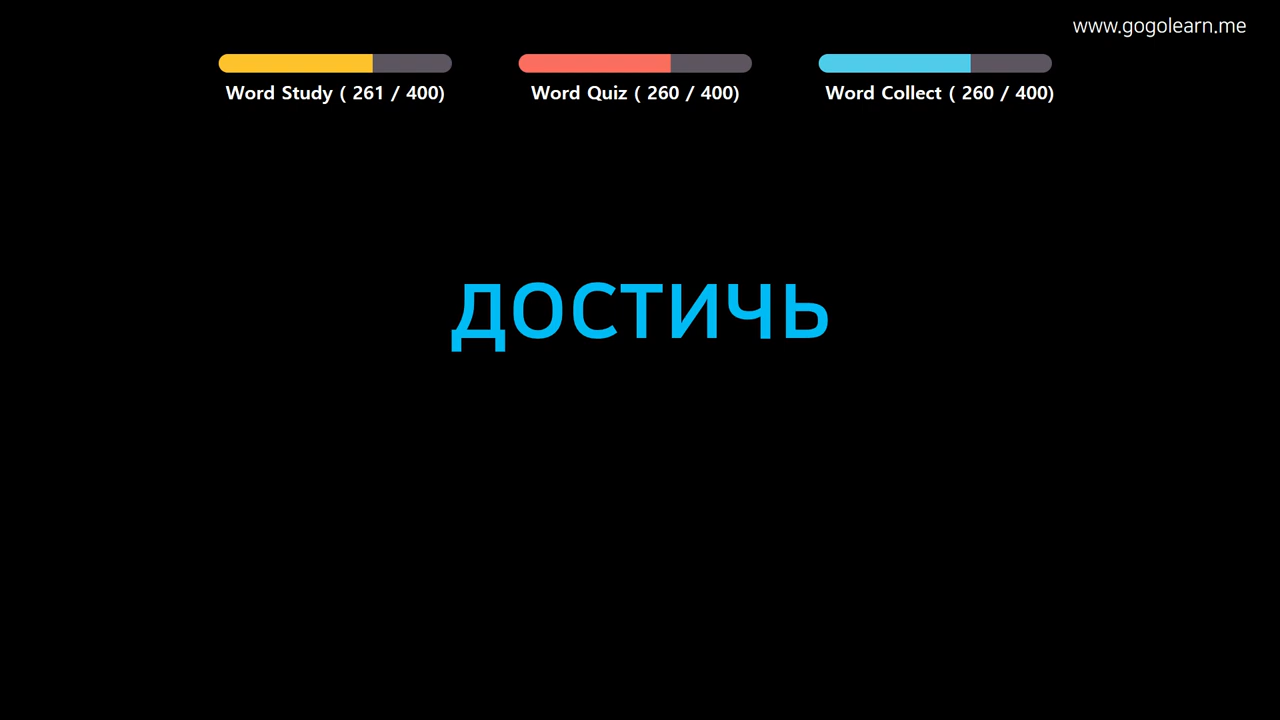 www.gogolearn.me
Word Study ( 261 / 400)
Word Quiz ( 260 / 400)
Word Collect ( 260 / 400)
достичь